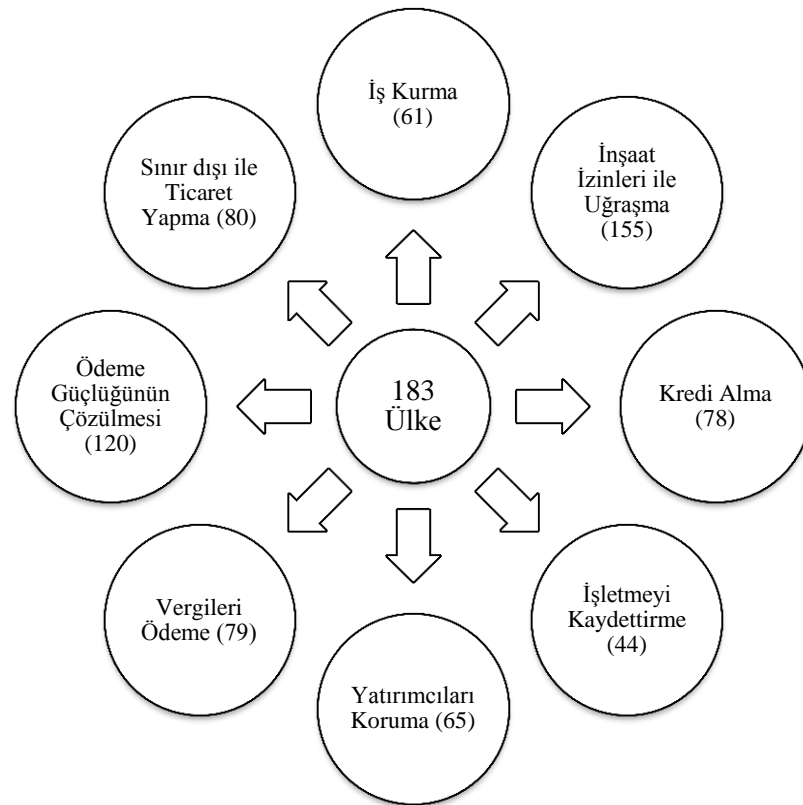 İş Kurma
(61)
İnşaat
İzinleri ile
Uğraşma
(155)
Kredi Alma
(78)
İşletmeyi
Kaydettirme
(44)
Yatırımcıları
Koruma (65)
Vergileri
Ödeme (79)
Ödeme
Güçlüğünün
Çözülmesi
(120)
Sınır dışı ile
Ticaret
Yapma (80)
183
Ülke